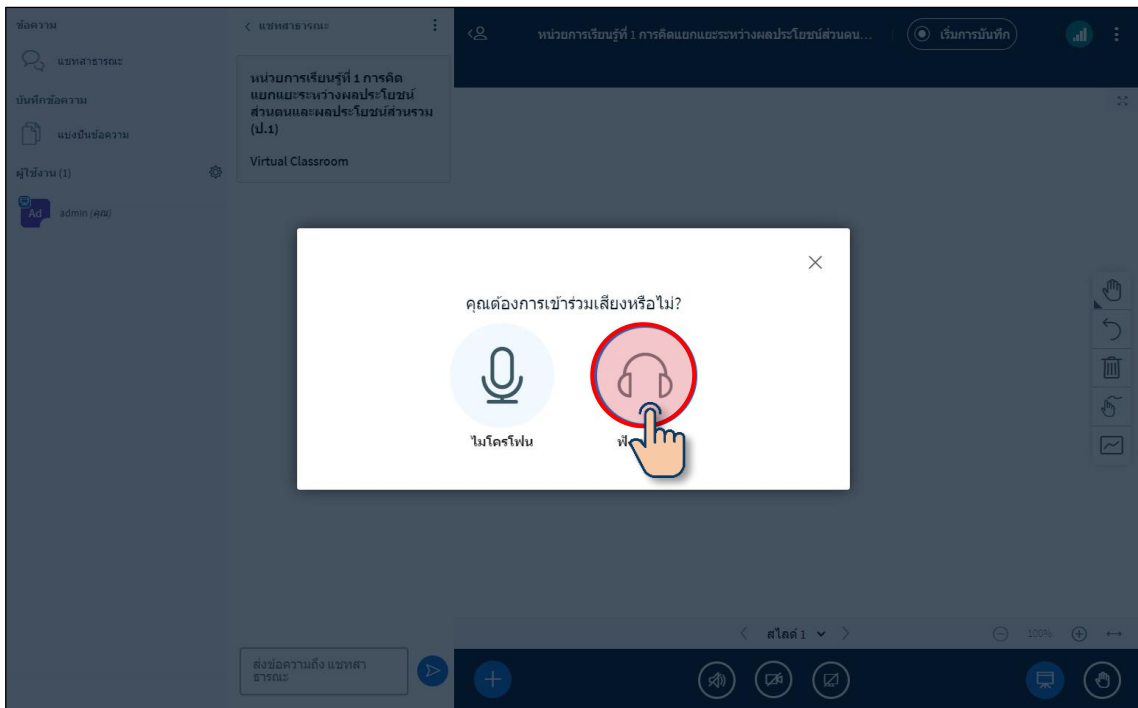 ข้อความ
แชทสาธารณะ
บันทึกข้อความ
แบ่งปันข้อความ
ผู้ใช้งาน (1)
Ad
admin (คุณ)
แชทสาธารณะ
หน่วยการเรียนรู้ที่ 1 การคิด
แยกแยะระหว่างผลประโยชน์
ส่วนตนและผลประโยชน์ส่วนรวม
(ป.1)
Virtual Classroom
ส่งข้อความถึง แชทสา
ธารณะ
หน่วยการเรียนรู้ที่ 1 การคิดแยกแยะระหว่างผลประโยชน์ส่วนตน...
เริ่มการบันทึก
คุณต้องการเข้าร่วมเสียงหรือไม่?
ไมโครโฟน
สไลด์ 1
100%